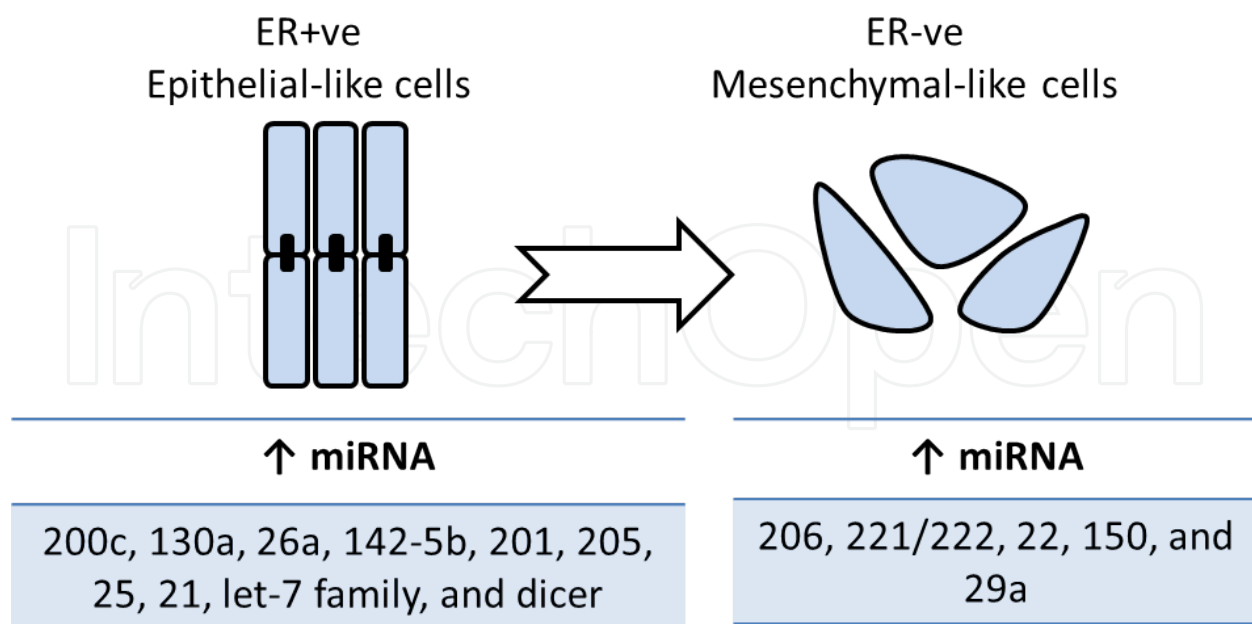 ER+ve
Epithelial-like cells
ER-ve
Mesenchymal-like cells
IntechOpen
↑ miRNA
200c, 130a, 26a, 142-5b, 201, 205,
25, 21, let-7 family, and dicer
↑ miRNA
206, 221/222, 22, 150, and
29a